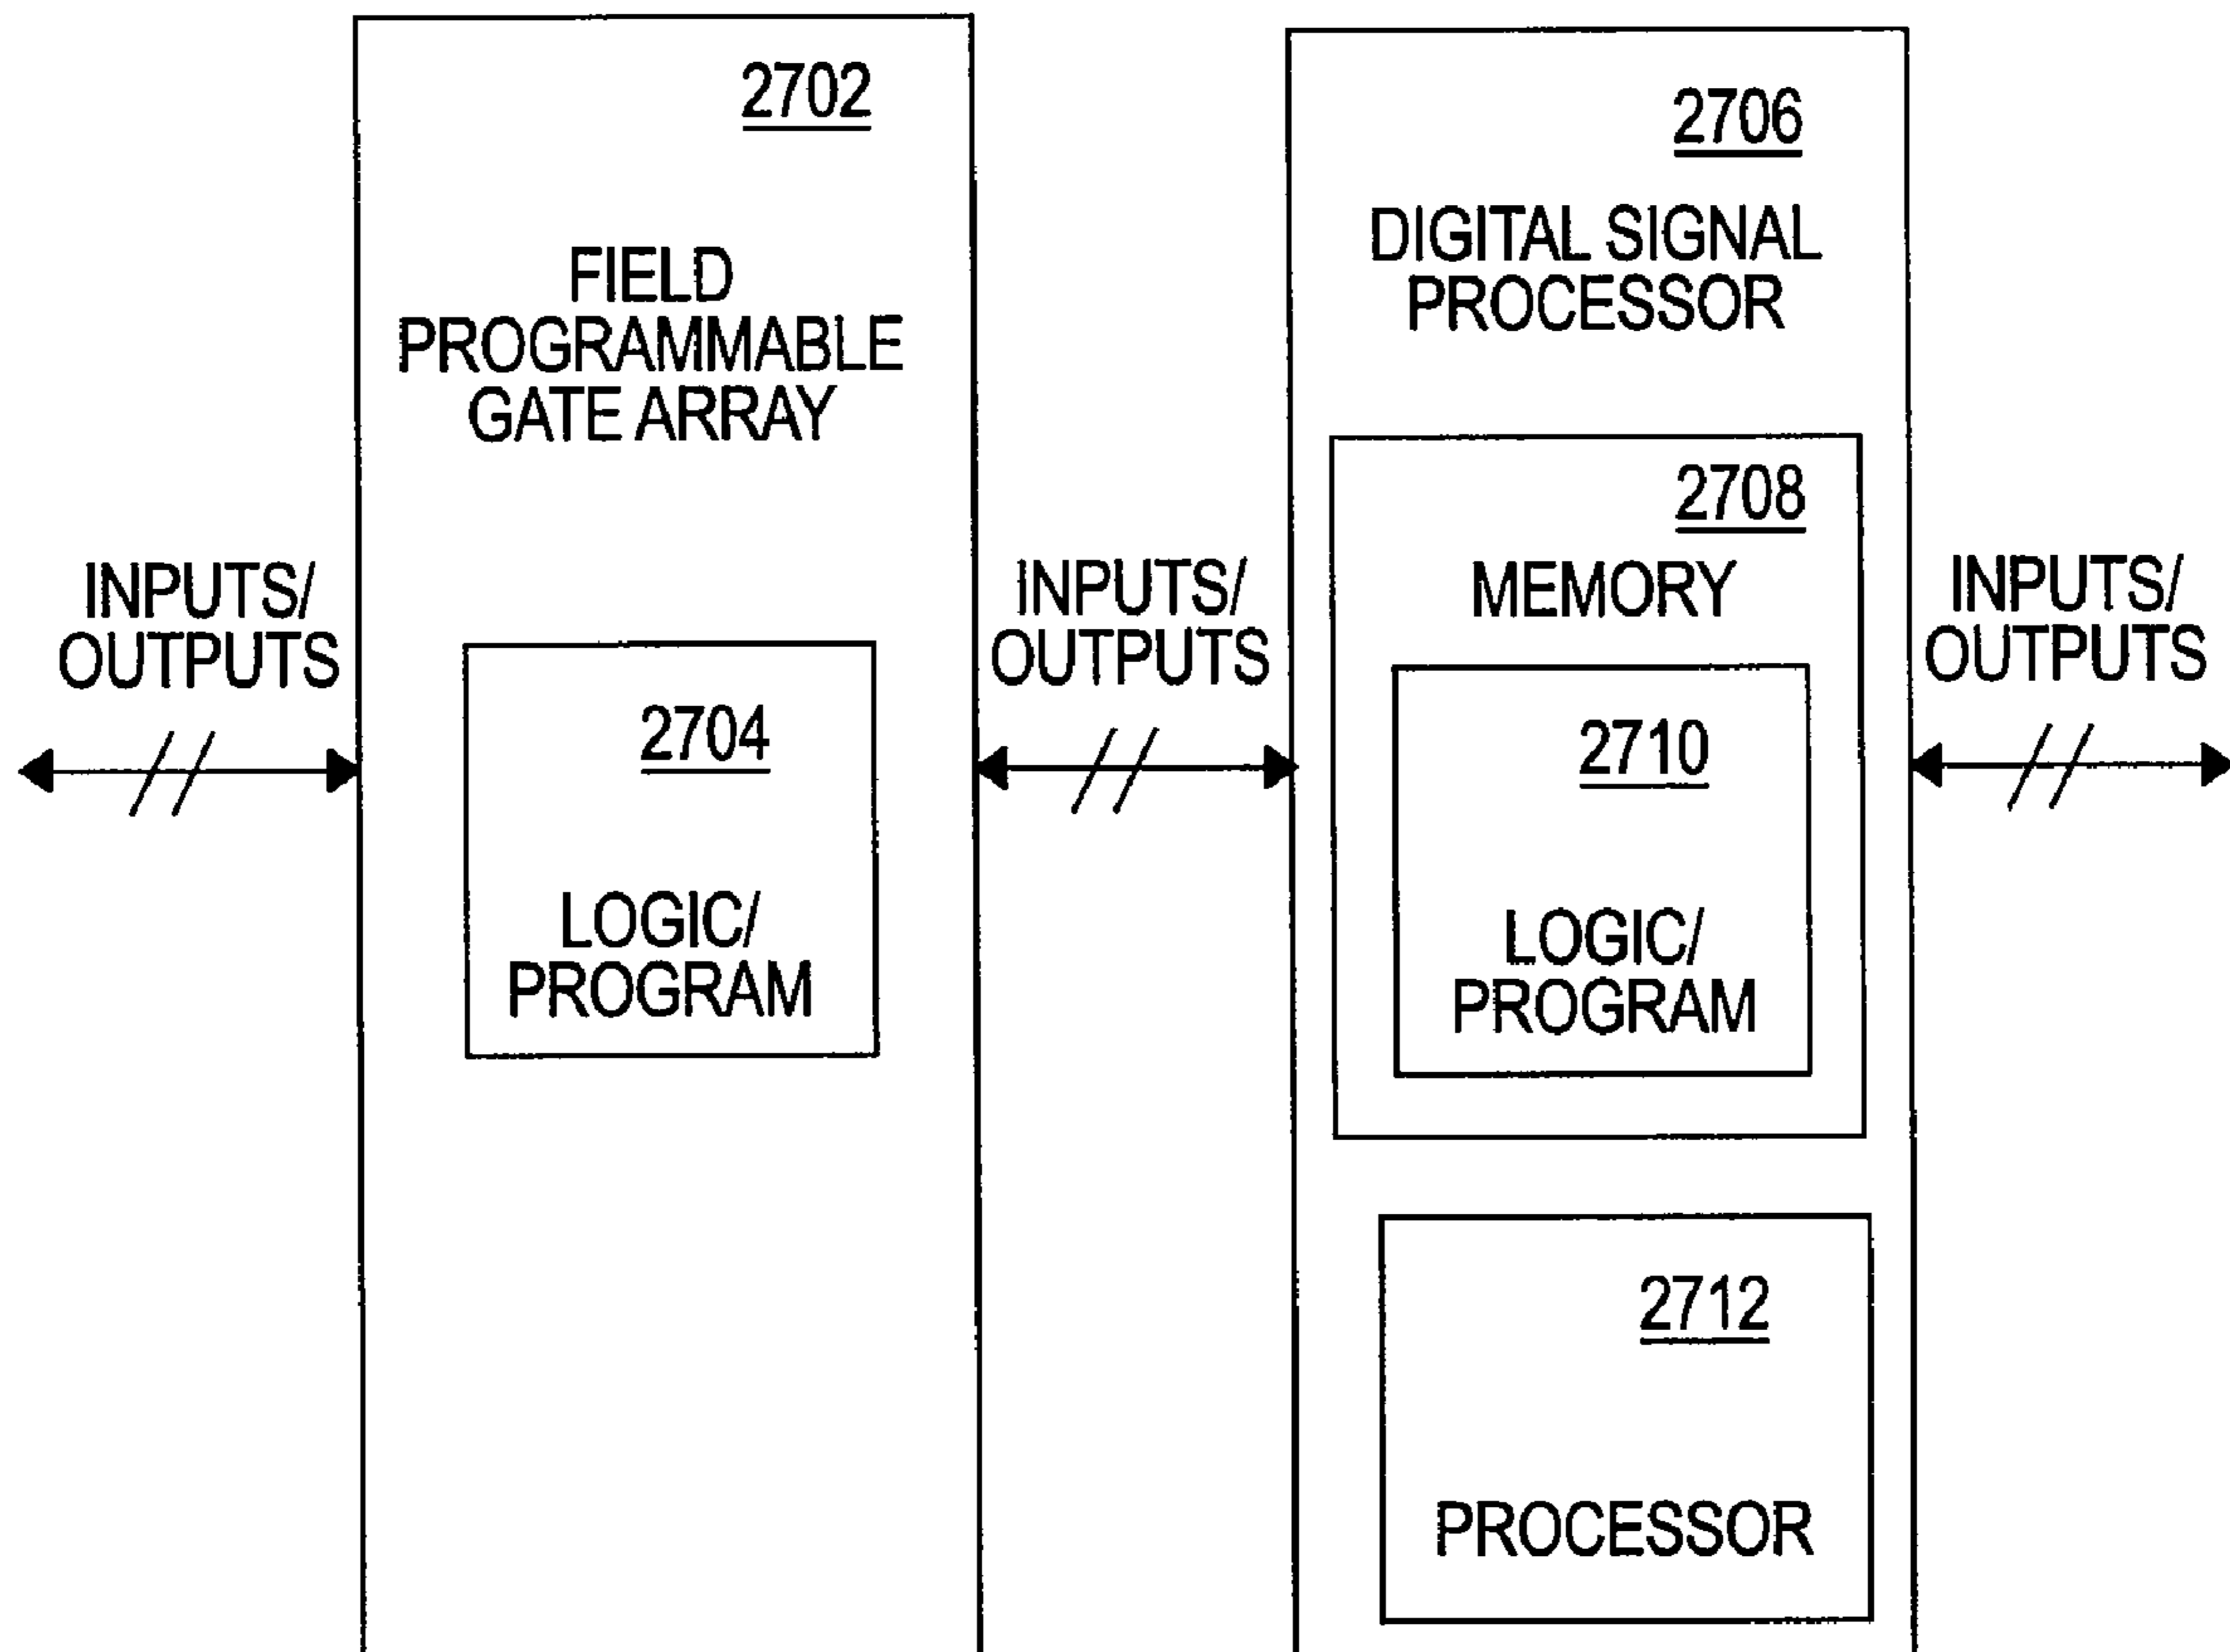 2702
FIELD
PROGRAMMABLE
GATE ARRAY
INPUTS/
OUTPUTS
2704
LOGIC/
PROGRAM
INPUTS/
OUTPUTS
2706
DIGITAL SIGNAL
PROCESSOR
2708
MEMORY
2710
LOGIC/
PROGRAM
2712
PROCESSOR
INPUTS/
OUTPUTS